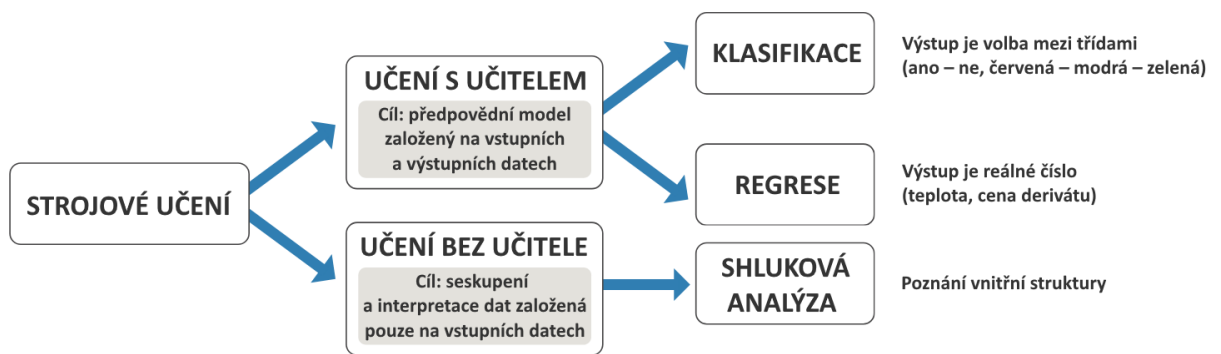 STROJOVÉ UČENÍ
UČENÍ S UČITELEM
Cíl: předpovědní model
založený na vstupních
a výstupních datech
UČENÍ BEZ UČITELE
Cíl: seskupení
a interpretace dat založená
pouze na vstupních datech
KLASIFIKACE
Výstup je volba mezi třídami
(ano – ne, červená – modrá – zelená)
REGRESE
Výstup je reálné číslo
(teplota, cena derivátu)
SHLUKOVÁ
ANALÝZA
Poznání vnitřní struktury